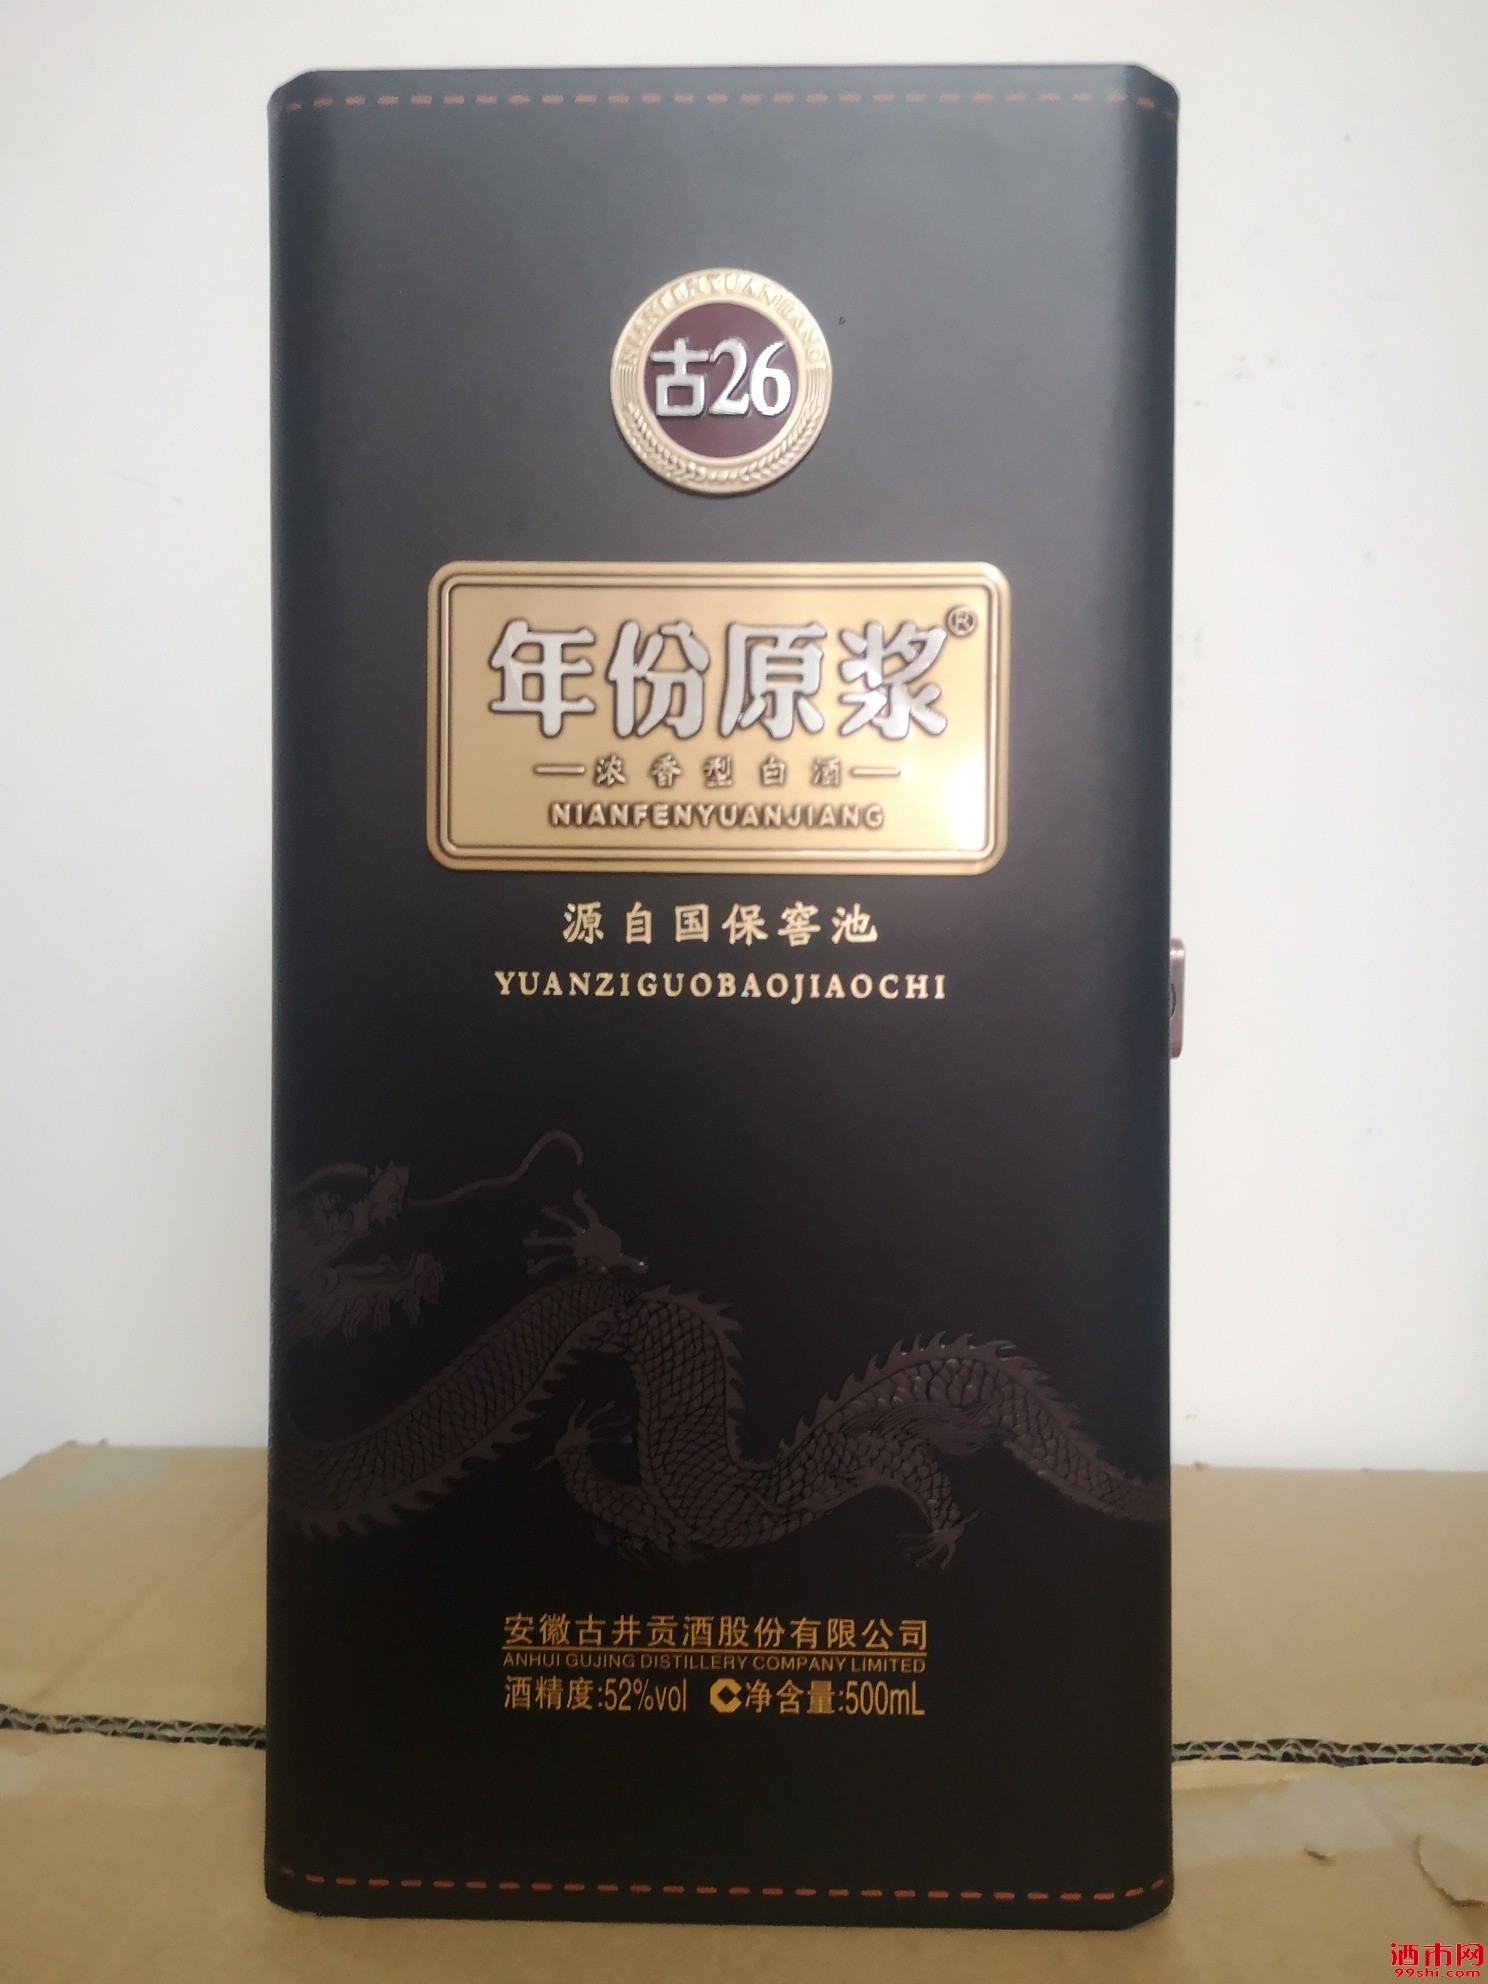 NIANFENYUANJIANG
古26
年份原浆®
浓香型白酒
NIANFENYUANJIANG
源自国保窖池
YUANZIGUOBAOJIAOCHI
安徽古井贡酒股份有限公司
ANHUI GUJING DISTILLERY COMPANY LIMITED
酒精度:52%vol 净含量:500mL
酒市网
99shi.com